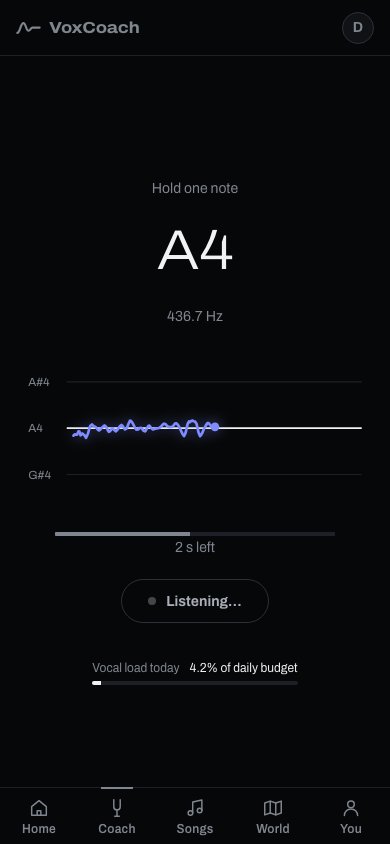 VoxCoach
D
Hold one note
A4
436.7 Hz
A#4
A4
G#4
2 s left
Listening...
Vocal load today 4.2% of daily budget
Home Coach Songs World You